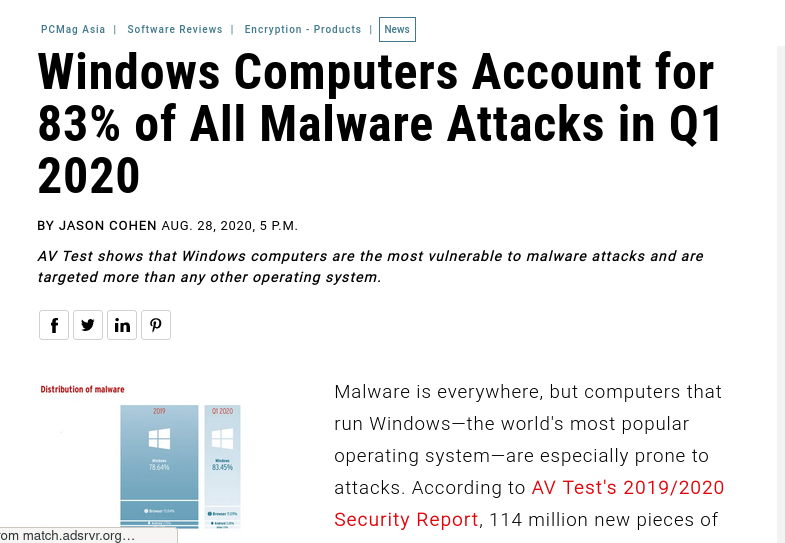 PCMag Asia | Software Reviews | Encryption - Products | News
Windows Computers Account for
83% of All Malware Attacks in Q1
2020
BY JASON COHEN AUG. 28, 2020, 5 P.M.
AV Test shows that Windows computers are the most vulnerable to malware attacks and are
targeted more than any other operating system.
Distribution of malware
2019 Q1 2020
Windows Windows
78.64% 83.45%
Browser Browser
Malware is everywhere, but computers that
run Windows—the world's most popular
operating system—are especially prone to
attacks. According to AV Test's 2019/2020
Security Report, 114 million new pieces of
om match.adsrvr.org…